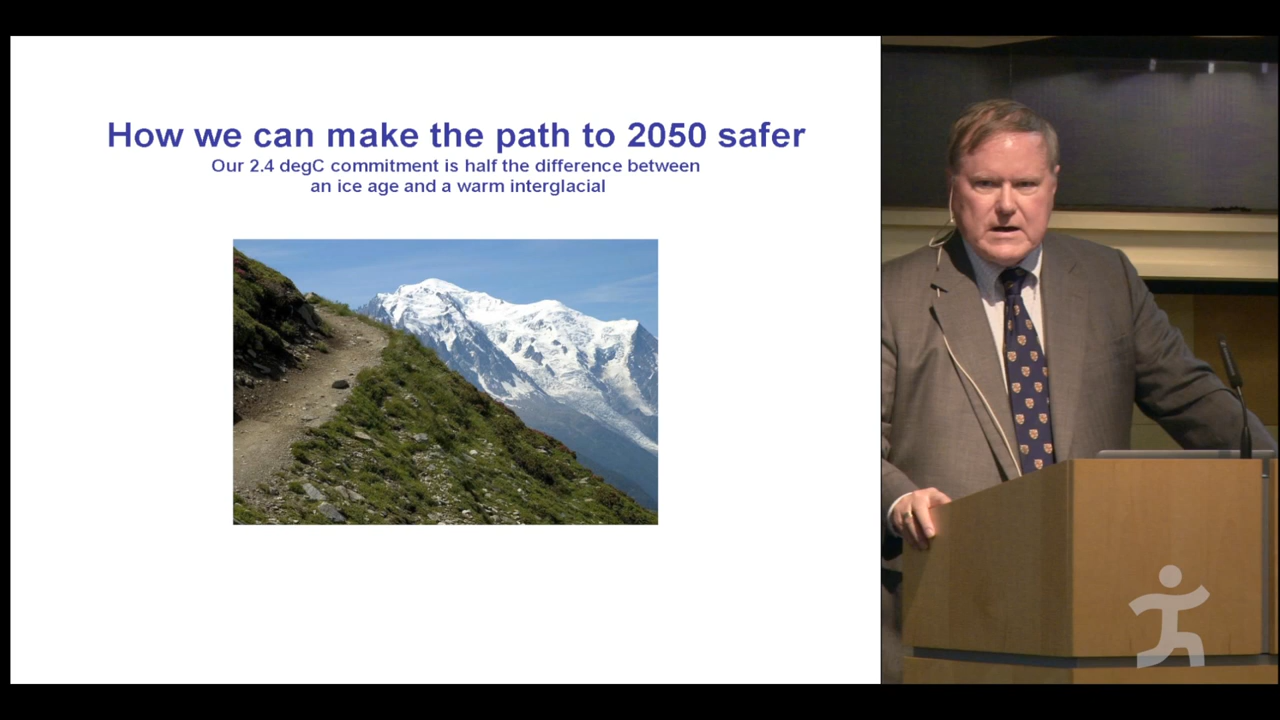 How we can make the path to 2050 safer
Our 2.4 degC commitment is half the difference between
an ice age and a warm interglacial